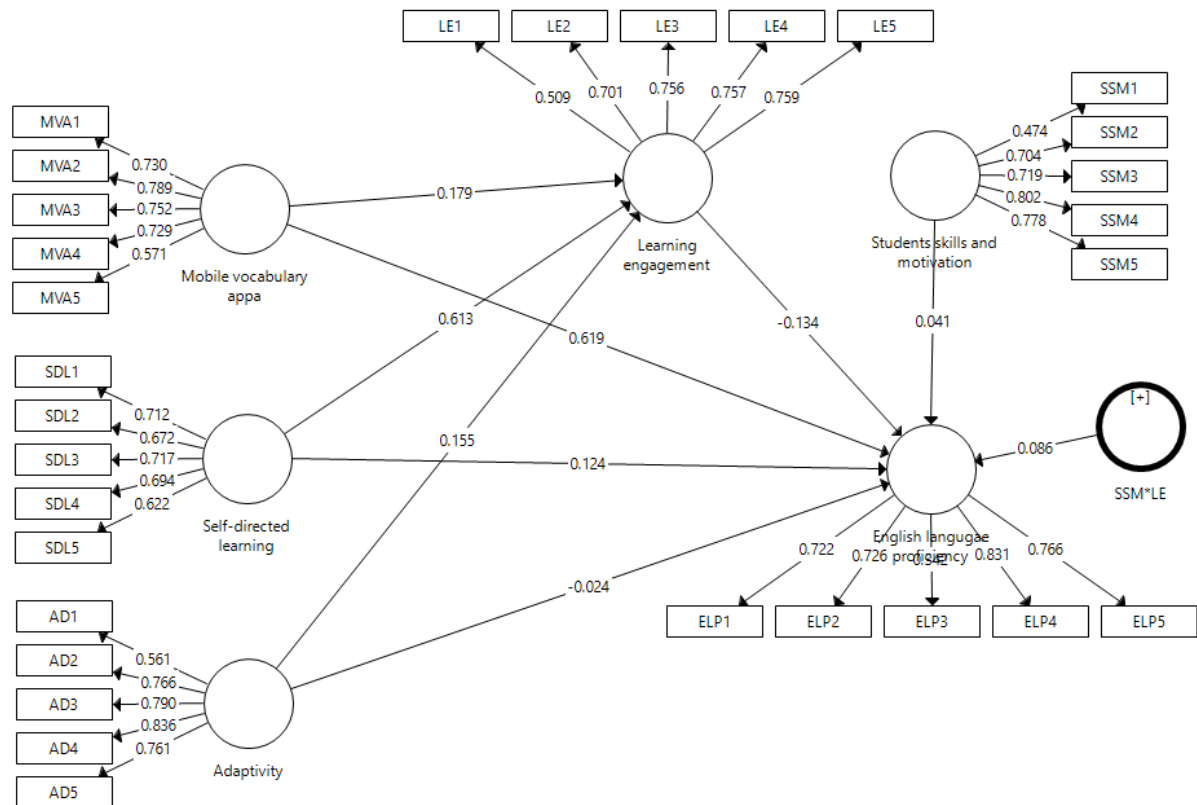 LE1
LE2
LE3
LE4
LE5
0.509
0.701
0.756
0.757
0.759
Learning
engagement
SSM1
SSM2
SSM3
SSM4
SSM5
0.474
0.704
0.719
0.802
0.778
Students skills and
motivation
MVA1
MVA2
MVA3
MVA4
MVA5
0.730
0.789
0.752
0.729
0.571
Mobile vocabulary
appa
0.179
0.613
0.619
-0.134
0.041
SDL1
SDL2
SDL3
SDL4
SDL5
0.712
0.672
0.717
0.694
0.622
Self-directed
learning
0.155
0.124
-0.024
[+]
0.086
SSM*LE
English langugae
proficiency
0.722
0.726
0.542
0.831
0.766
ELP1
ELP2
ELP3
ELP4
ELP5
AD1
AD2
AD3
AD4
AD5
0.561
0.766
0.790
0.836
0.761
Adaptivity